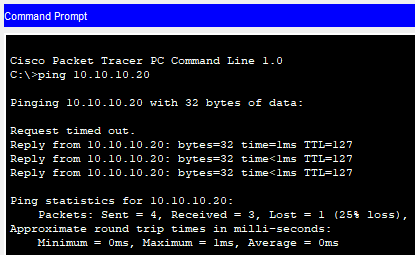 Command Prompt
Cisco Packet Tracer PC Command Line 1.0
C:\>ping 10.10.10.20
Pinging 10.10.10.20 with 32 bytes of data:
Request timed out.
Reply from 10.10.10.20: bytes=32 time=1ms TTL=127
Reply from 10.10.10.20: bytes=32 time<1ms TTL=127
Reply from 10.10.10.20: bytes=32 time<1ms TTL=127
Ping statistics for 10.10.10.20:
Packets: Sent = 4, Received = 3, Lost = 1 (25% loss),
Approximate round trip times in milli-seconds:
Minimum = 0ms, Maximum = 1ms, Average = 0ms